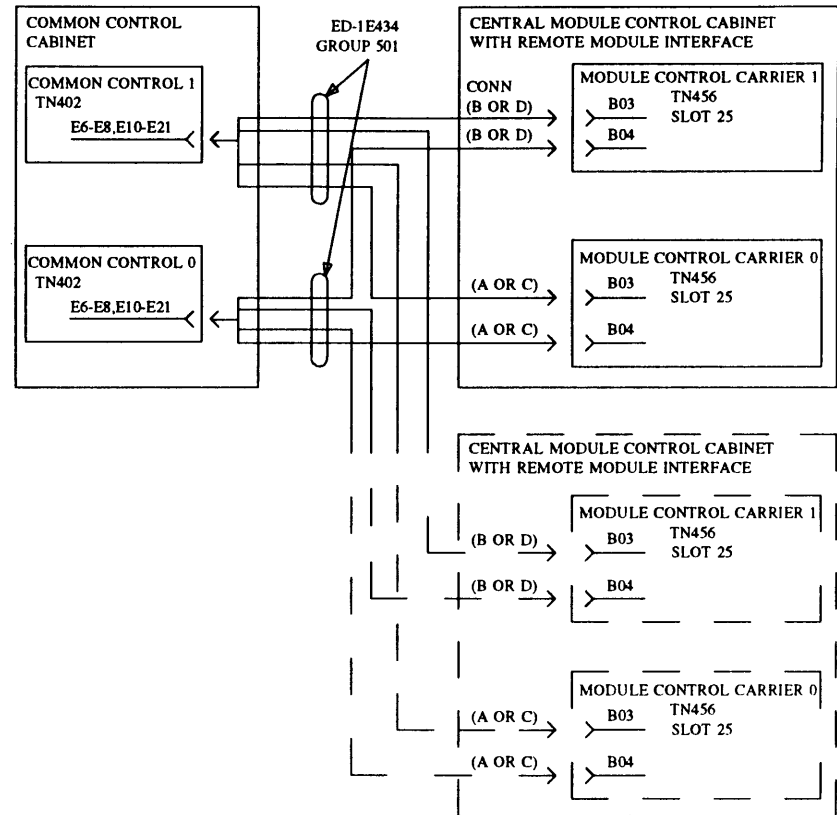 COMMON CONTROL
CABINET
COMMON CONTROL 1
TN402
E6-E8,E10-E21
COMMON CONTROL 0
TN402
E6-E8,E10-E21
ED-1E434
GROUP 501
CENTRAL MODULE CONTROL CABINET
WITH REMOTE MODULE INTERFACE
CONN
(B OR D)
(B OR D)
MODULE CONTROL CARRIER 1
TN456
B03
SLOT 25
B04
(A OR C)
(A OR C)
MODULE CONTROL CARRIER 0
TN456
B03
SLOT 25
B04
CENTRAL MODULE CONTROL CABINET
WITH REMOTE MODULE INTERFACE
(B OR D)
(B OR D)
MODULE CONTROL CARRIER 1
TN456
B03
SLOT 25
B04
(A OR C)
(A OR C)
MODULE CONTROL CARRIER 0
TN456
B03
SLOT 25
B04